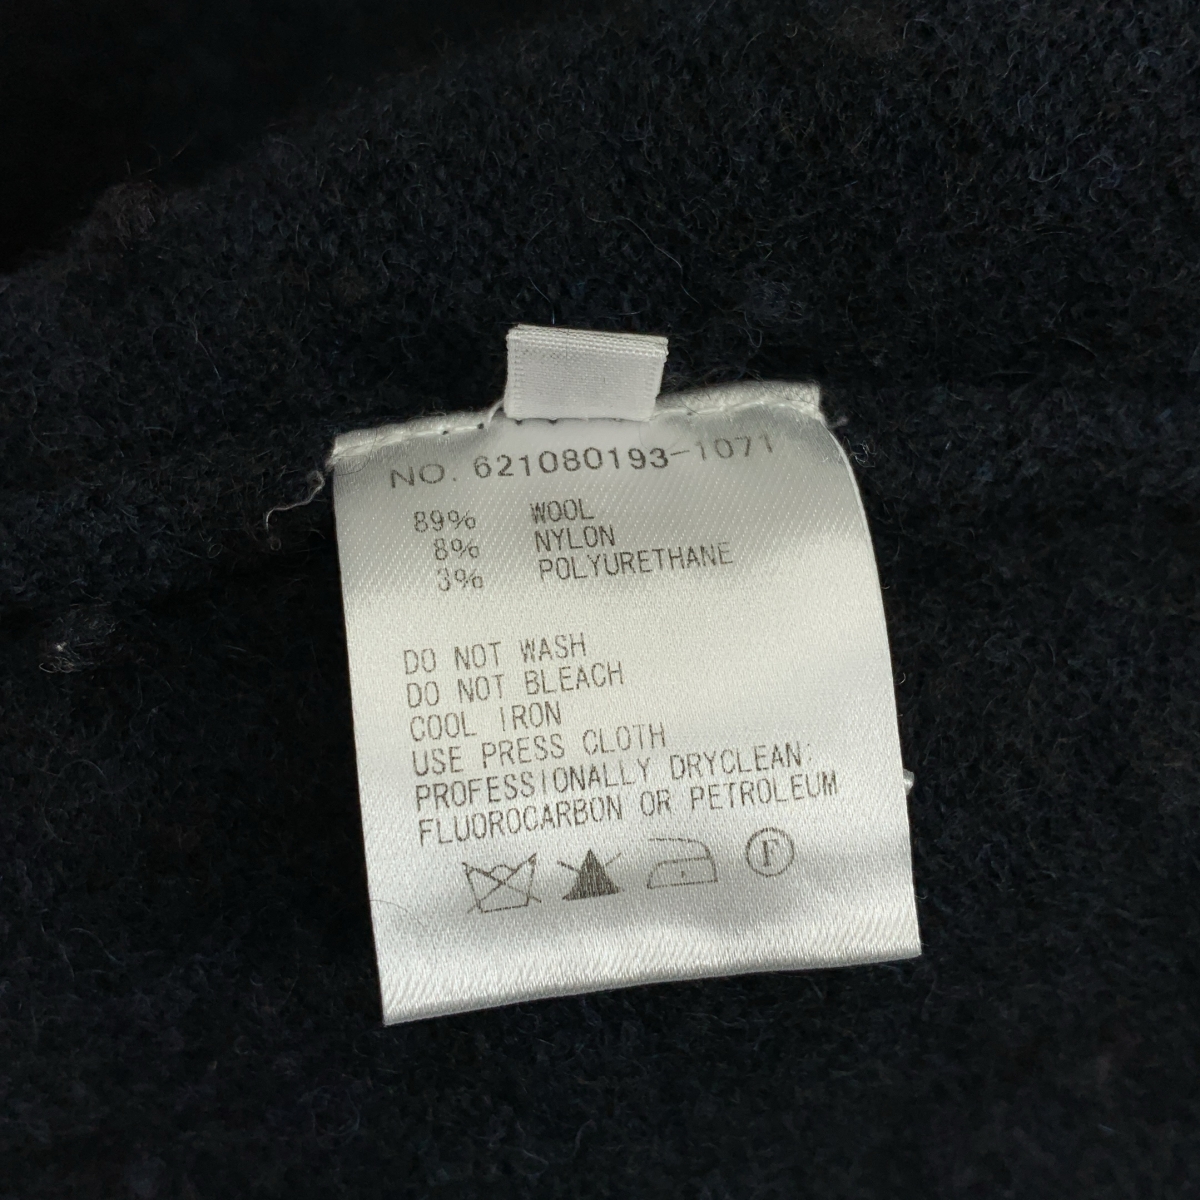 NO. 621080193-1071
89% WOOL
8% NYLON
3% POLYURETHANE
DO NOT WASH
DO NOT BLEACH
COOL IRON
USE PRESS CLOTH
PROFESSIONALLY DRYCLEAN:
FLUOROCARBON OR PETROLEUM
F